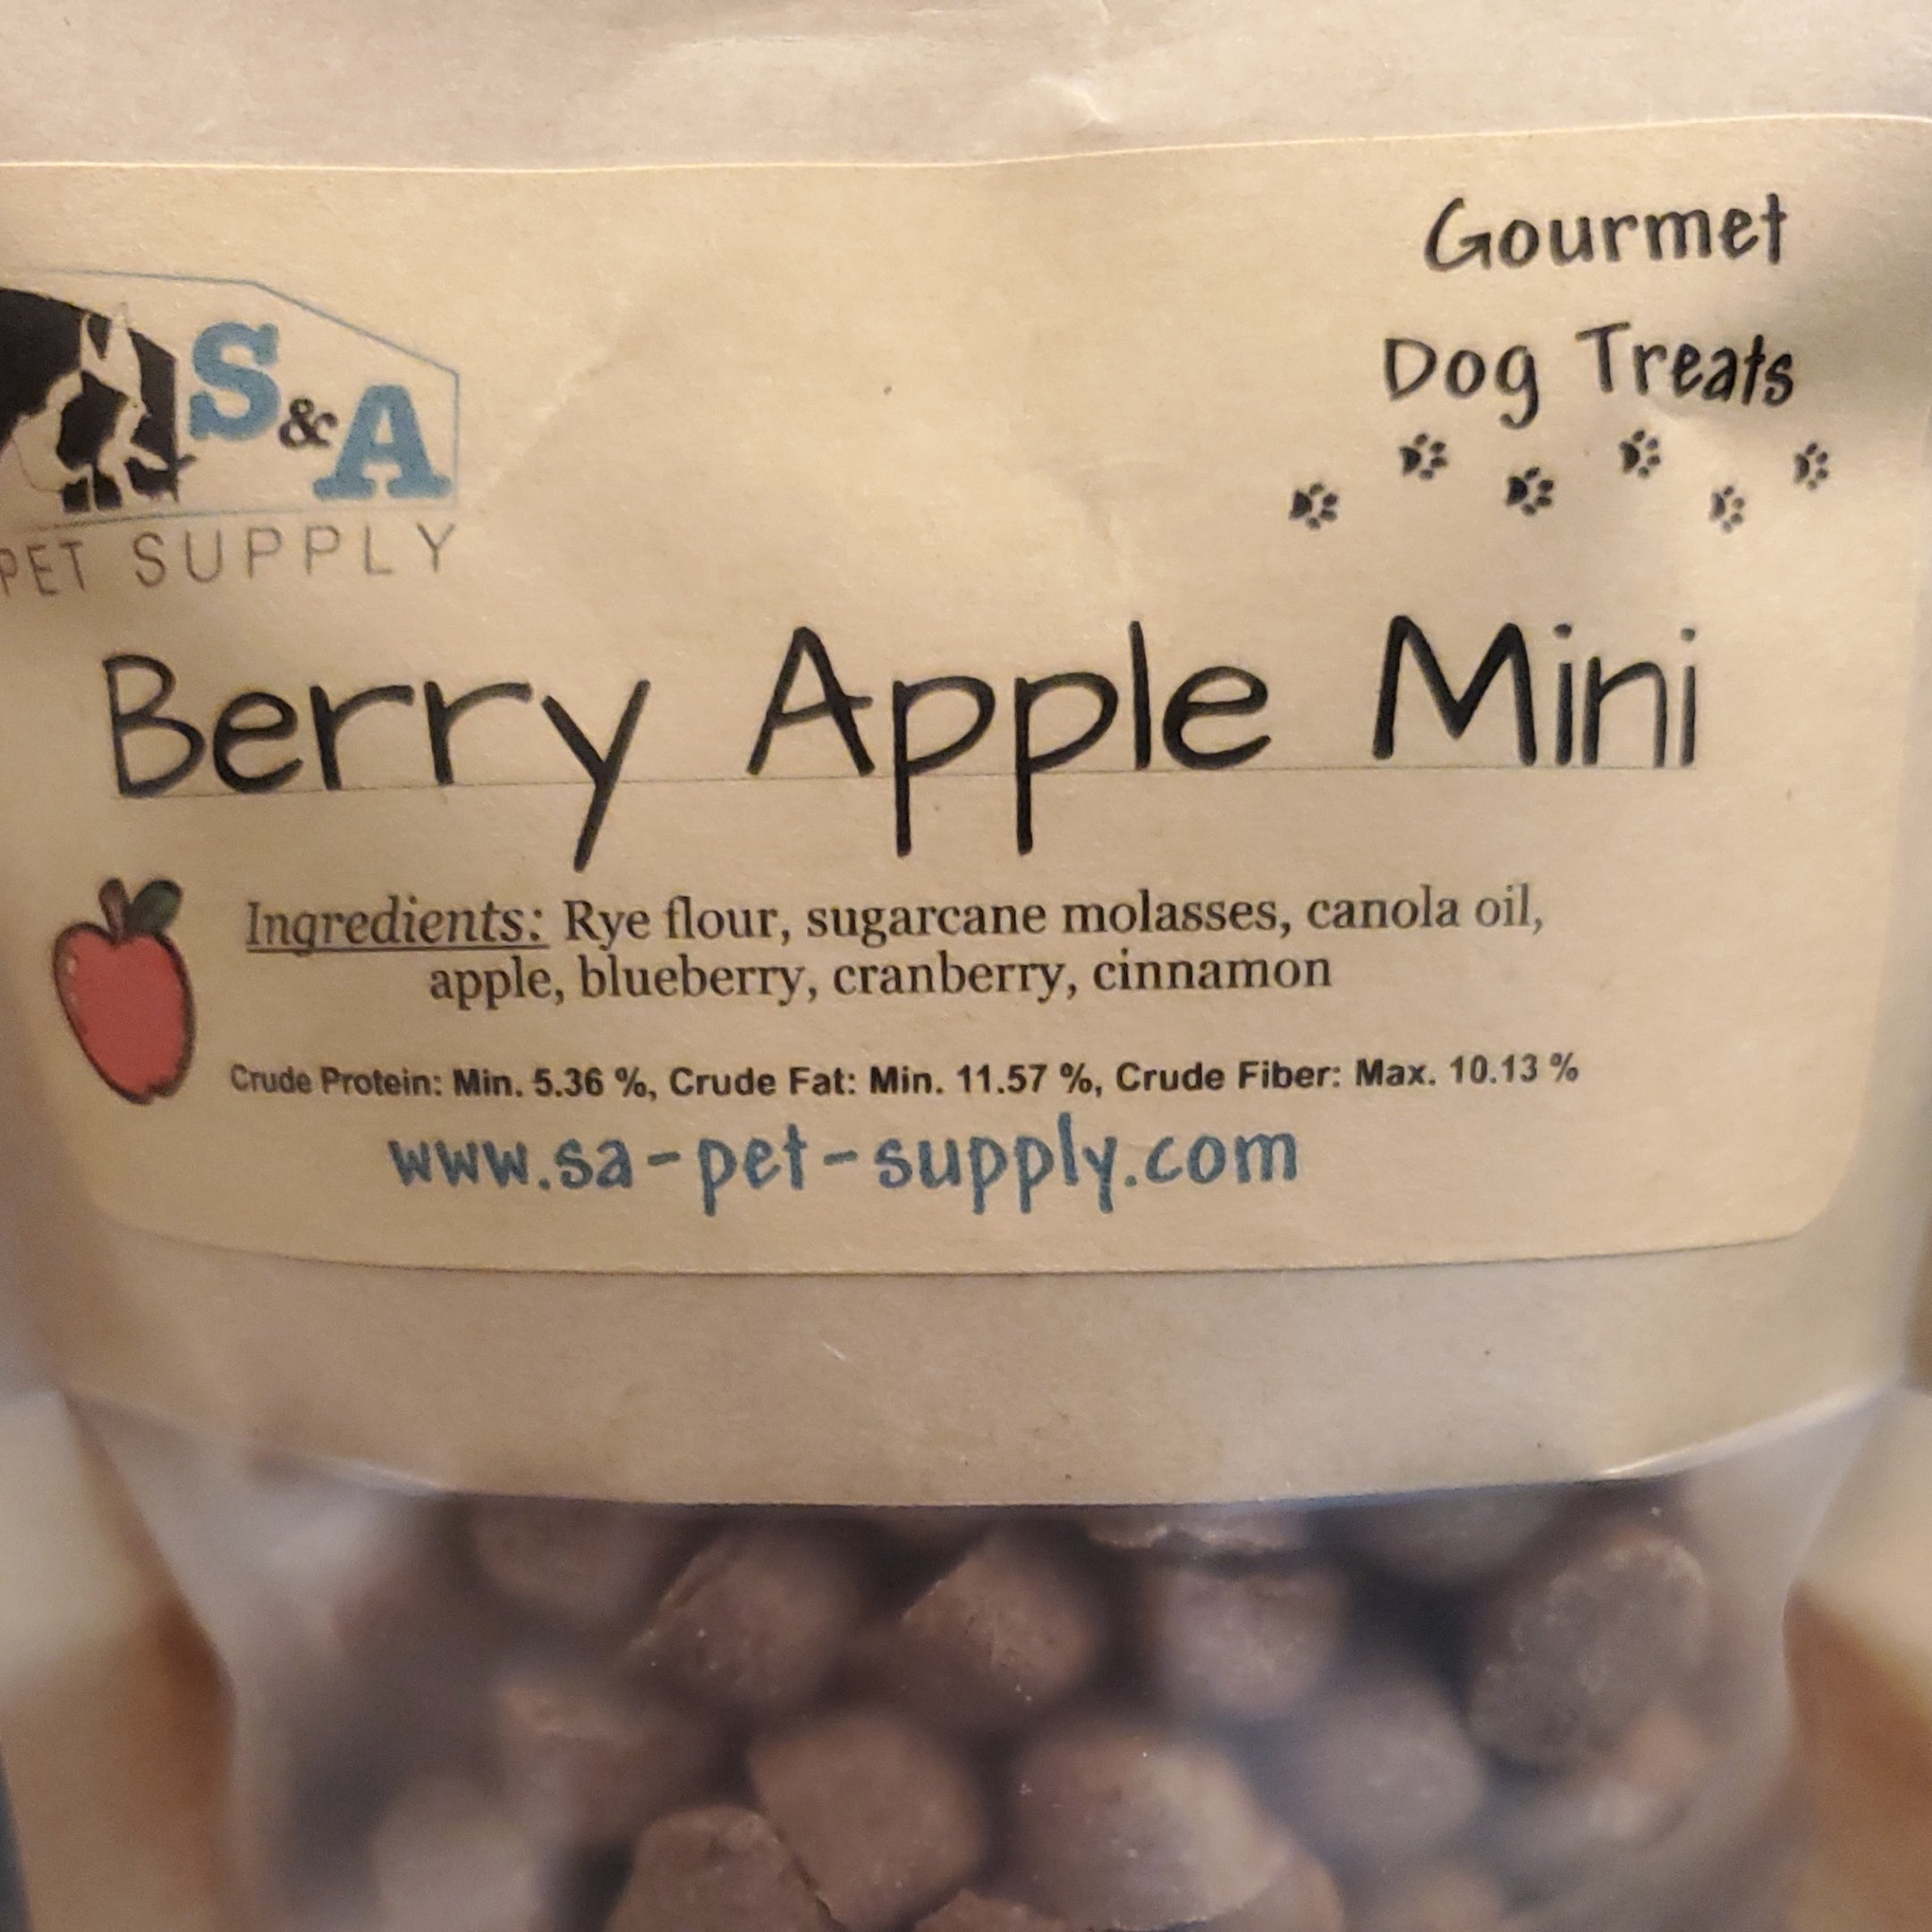 Gourmet
Dog Treats
S&A
PET SUPPLY
Berry Apple Mini
Ingredients: Rye flour, sugarcane molasses, canola oil,
apple, blueberry, cranberry, cinnamon
Crude Protein: Min. 5.36 %, Crude Fat: Min. 11.57 %, Crude Fiber: Max. 10.13 %
www.sa-pet-supply.com